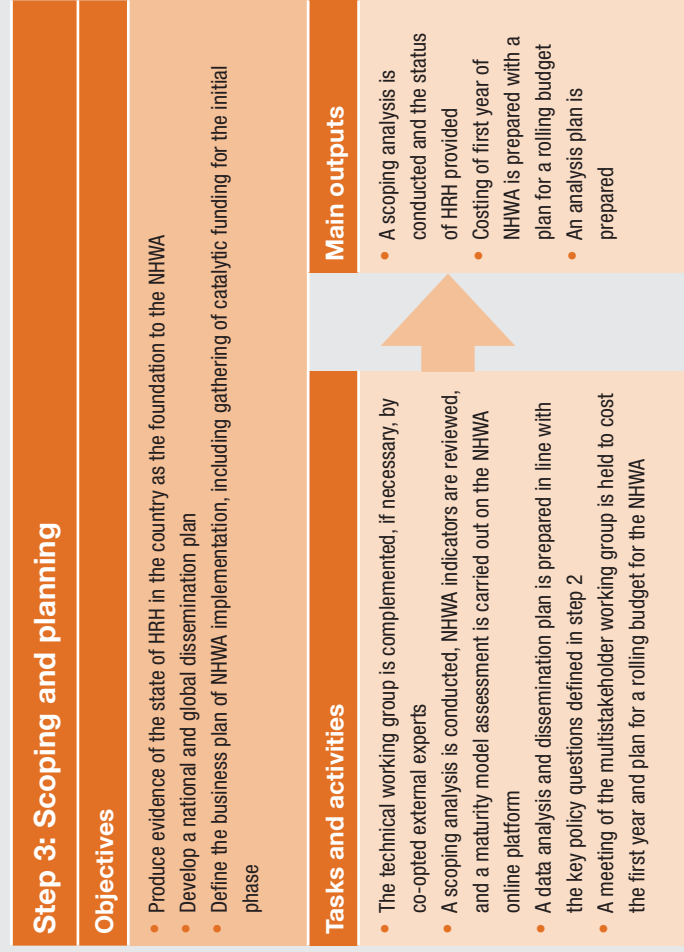 Step 3: Scoping and planning
Objectives
• Produce evidence of the state of HRH in the country as the foundation to the NHWA
• Develop a national and global dissemination plan
• Define the business plan of NHWA implementation, including gathering of catalytic funding for the initial
phase
Tasks and activities
• The technical working group is complemented, if necessary, by
co-opted external experts
• A scoping analysis is conducted, NHWA indicators are reviewed,
and a maturity model assessment is carried out on the NHWA
online platform
• A data analysis and dissemination plan is prepared in line with
the key policy questions defined in step 2
• A meeting of the multistakeholder working group is held to cost
the first year and plan for a rolling budget for the NHWA
Main outputs
• A scoping analysis is
conducted and the status
of HRH provided
• Costing of first year of
NHWA is prepared with a
plan for a rolling budget
• An analysis plan is
prepared